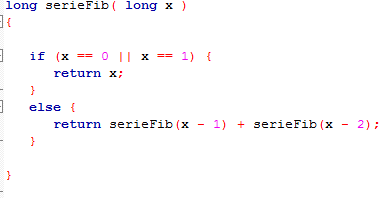 long serieFib( long x )
{
if (x == 0 || x == 1) {
return x;
}
else {
return serieFib(x - 1) + serieFib(x - 2);
}
}